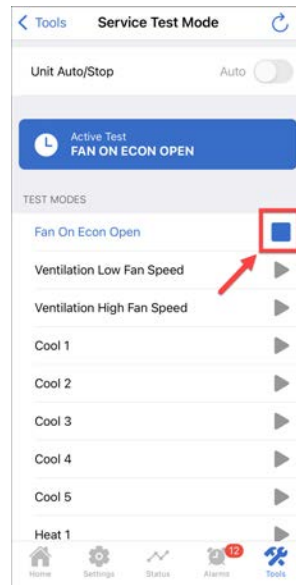 Tools
Service Test Mode
Unit Auto/Stop
Auto
Active Test
FAN ON ECON OPEN
TEST MODES
Fan On Econ Open
Ventilation Low Fan Speed
Ventilation High Fan Speed
Cool 1
Cool 2
Cool 3
Cool 4
Cool 5
Heat 1
12
Home
Settings
Status
Alarms
Tools